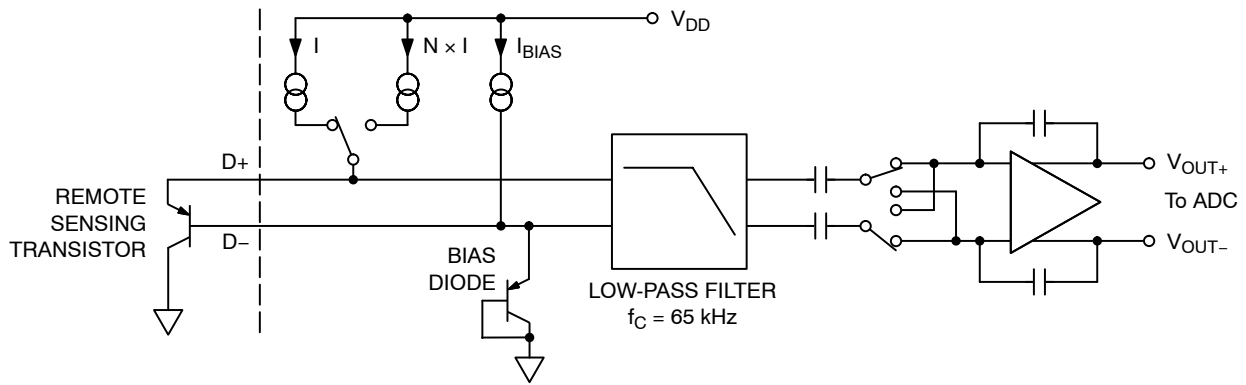 V_DD
I
N × I
I_BIAS
D+
REMOTE
SENSING
TRANSISTOR
D−
BIAS
DIODE
LOW-PASS FILTER
f_C = 65 kHz
V_OUT+
To ADC
V_OUT−